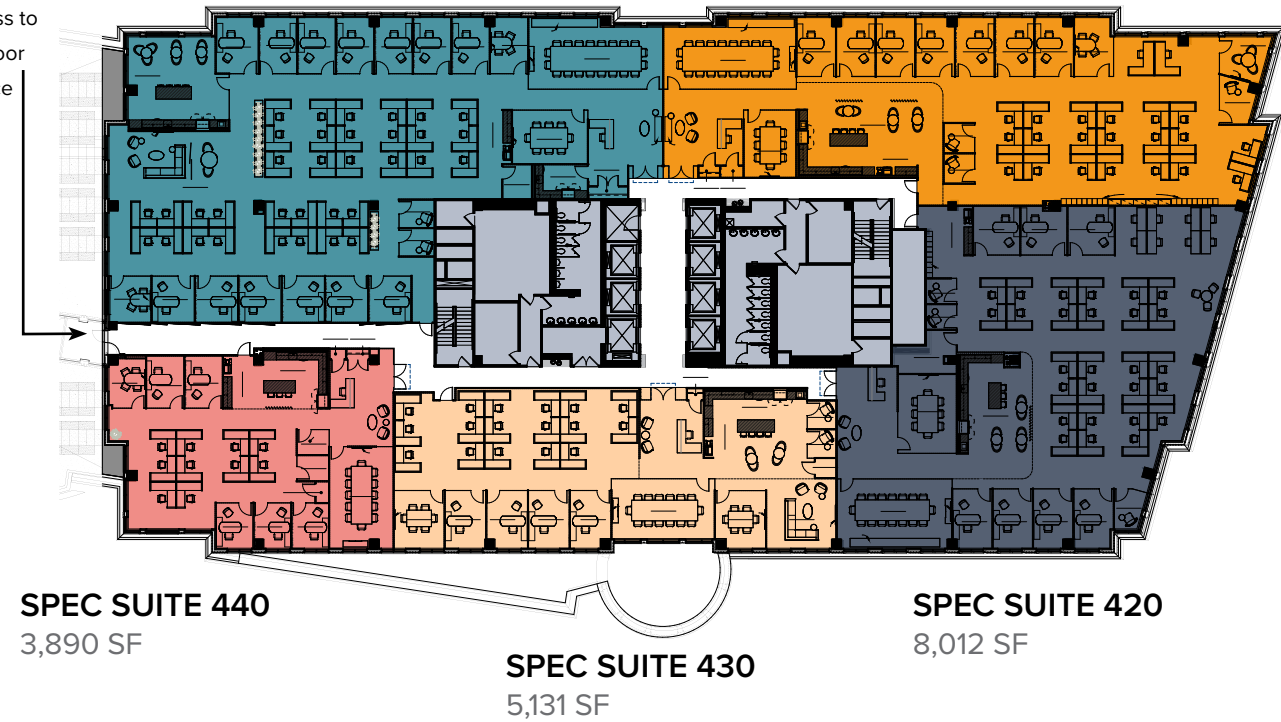 ss to
oor
ce
SPEC SUITE 440
3,890 SF
SPEC SUITE 430
5,131 SF
SPEC SUITE 420
8,012 SF